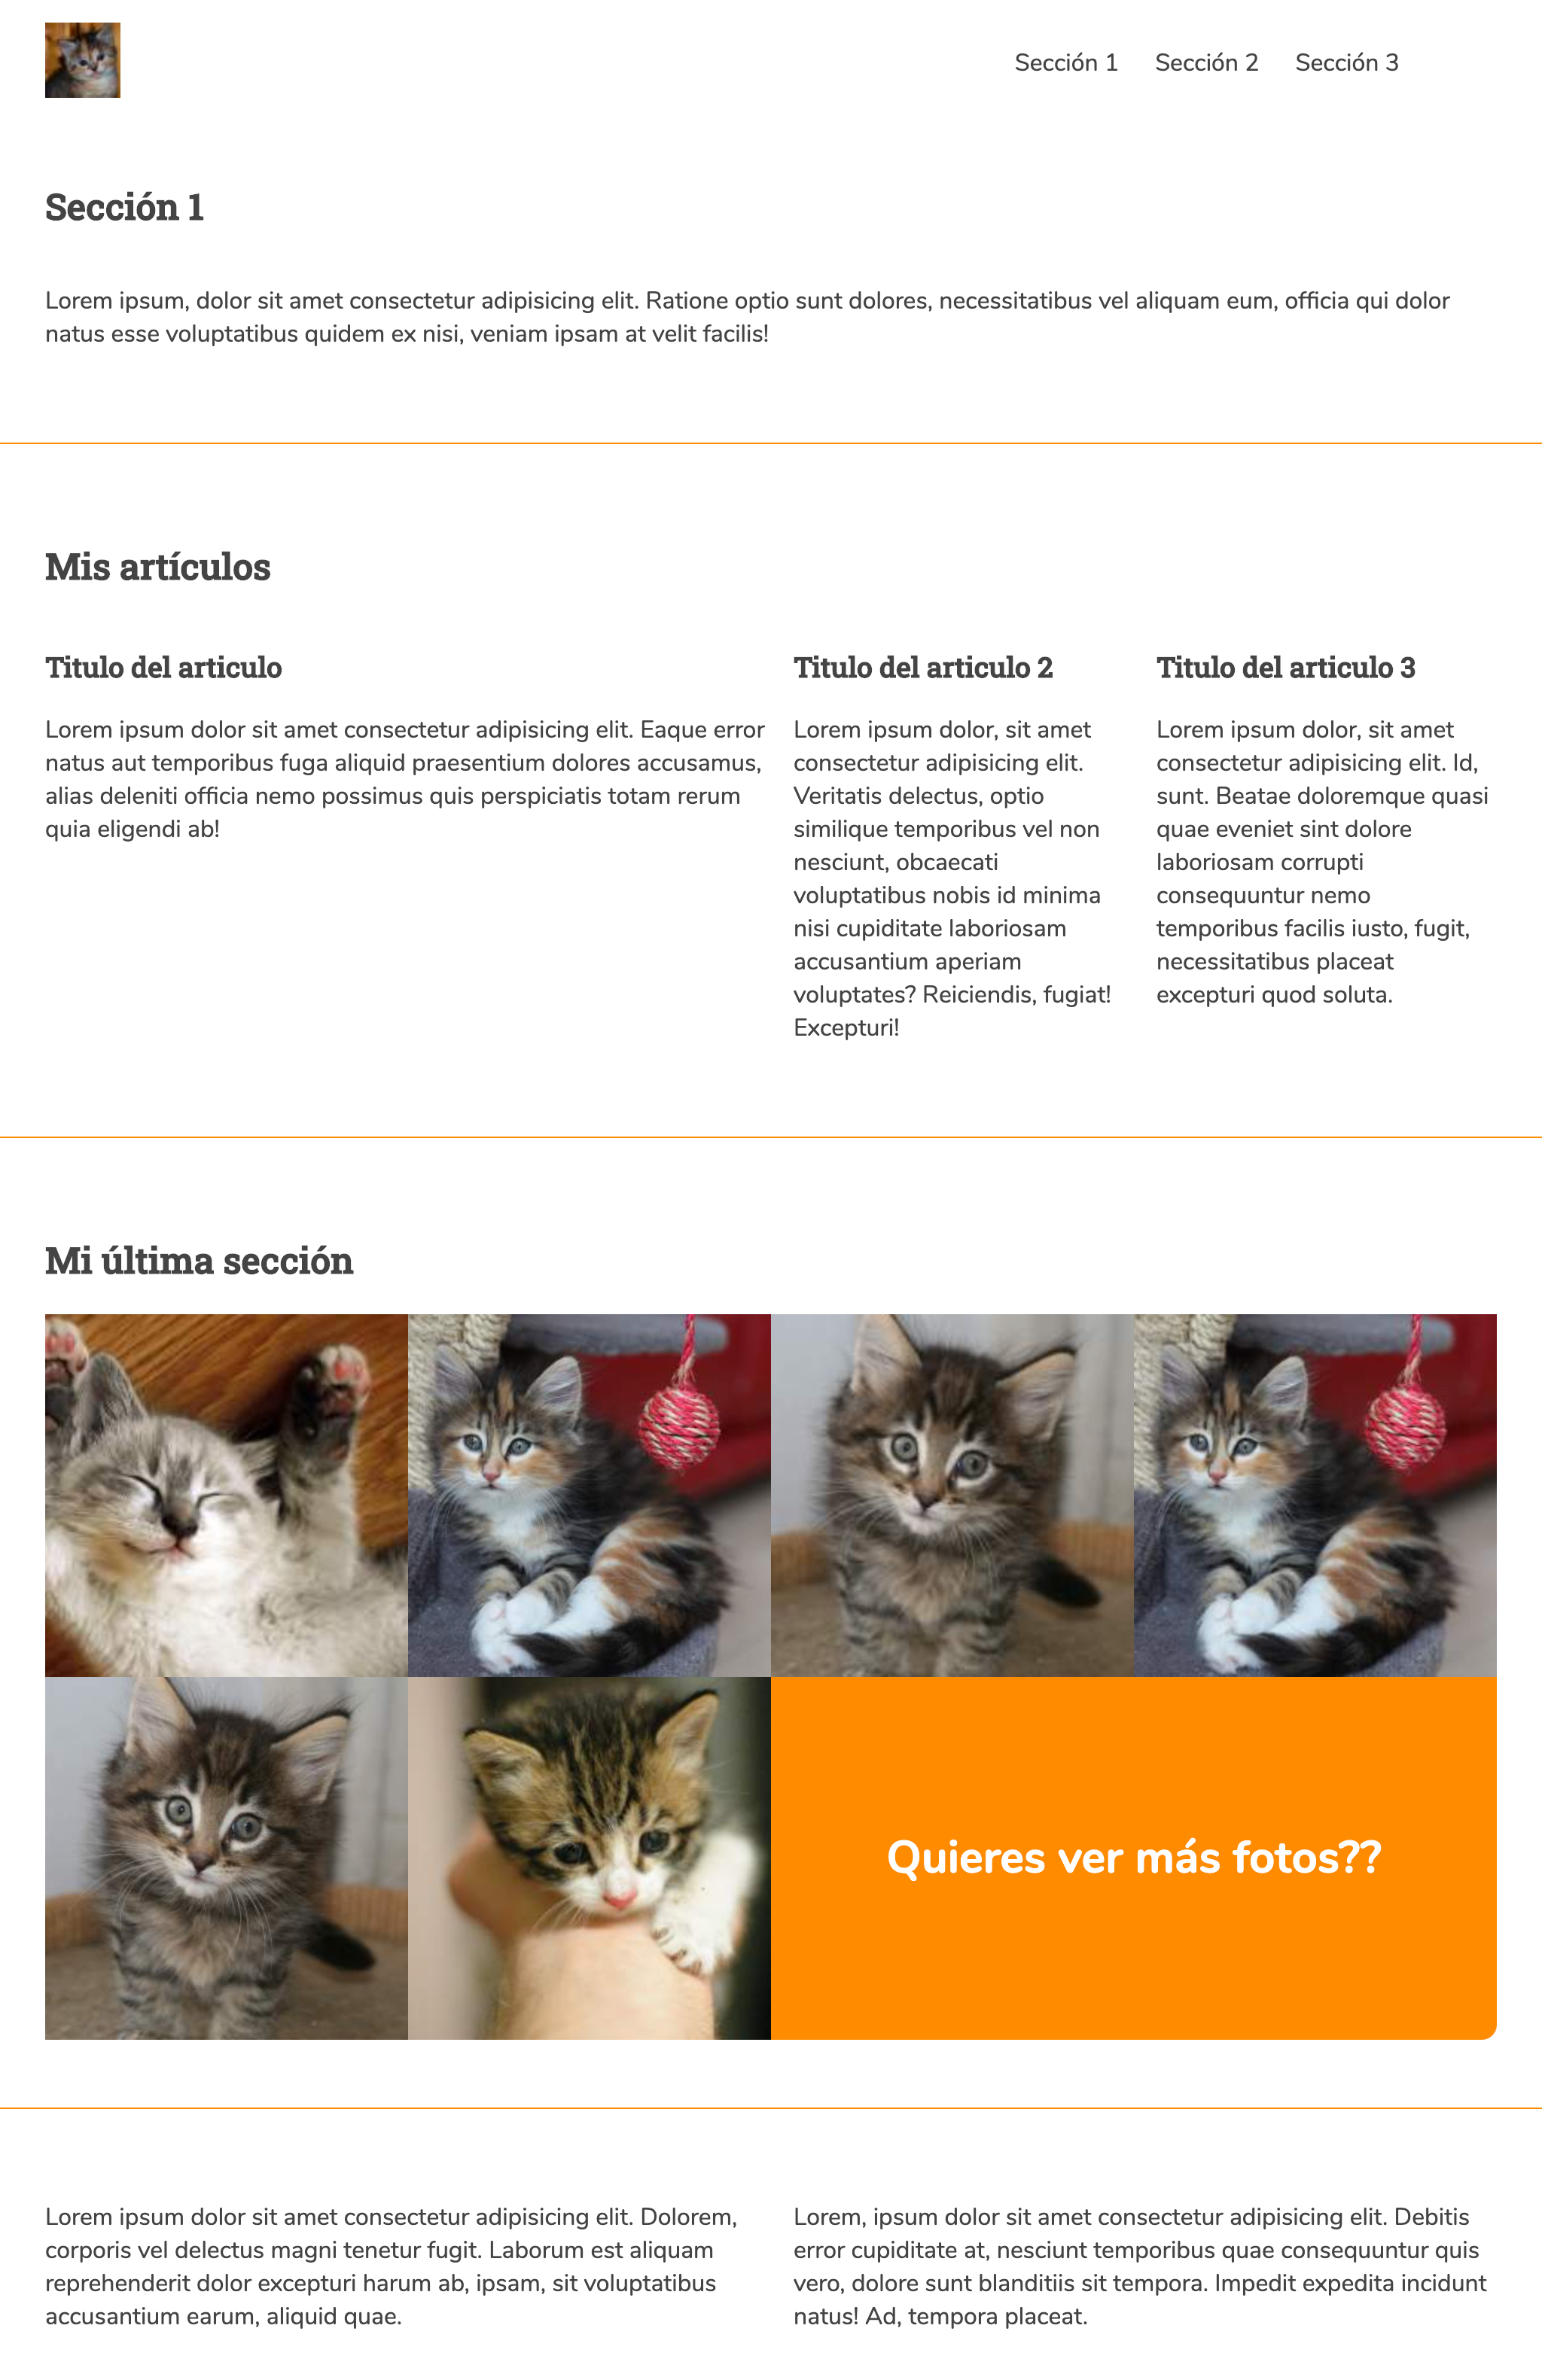 Sección 1 Sección 2 Sección 3
Sección 1
Lorem ipsum, dolor sit amet consectetur adipisicing elit. Ratione optio sunt dolores, necessitatibus vel aliquam eum, officia qui dolor
natus esse voluptatibus quidem ex nisi, veniam ipsam at velit facilis!
Mis artículos
Titulo del articulo
Lorem ipsum dolor sit amet consectetur adipisicing elit. Eaque error
natus aut temporibus fuga aliquid praesentium dolores accusamus,
alias deleniti officia nemo possimus quis perspiciatis totam rerum
quia eligendi ab!
Titulo del articulo 2
Lorem ipsum dolor, sit amet
consectetur adipisicing elit.
Veritatis delectus, optio
similique temporibus vel non
nesciunt, obcaecati
voluptatibus nobis id minima
nisi cupiditate laboriosam
accusantium aperiam
voluptates? Reiciendis, fugiat!
Excepturi!
Titulo del articulo 3
Lorem ipsum dolor, sit amet
consectetur adipisicing elit. Id,
sunt. Beatae doloremque quasi
quae eveniet sint dolore
laboriosam corrupti
consequuntur nemo
temporibus facilis iusto, fugit,
necessitatibus placeat
excepturi quod soluta.
Mi última sección
Quieres ver más fotos??
Lorem ipsum dolor sit amet consectetur adipisicing elit. Dolorem,
corporis vel delectus magni tenetur fugit. Laborum est aliquam
reprehenderit dolor excepturi harum ab, ipsam, sit voluptatibus
accusantium earum, aliquid quae.
Lorem, ipsum dolor sit amet consectetur adipisicing elit. Debitis
error cupiditate at, nesciunt temporibus quae consequuntur quis
vero, dolore sunt blanditiis sit tempora. Impedit expedita incidunt
natus! Ad, tempora placeat.